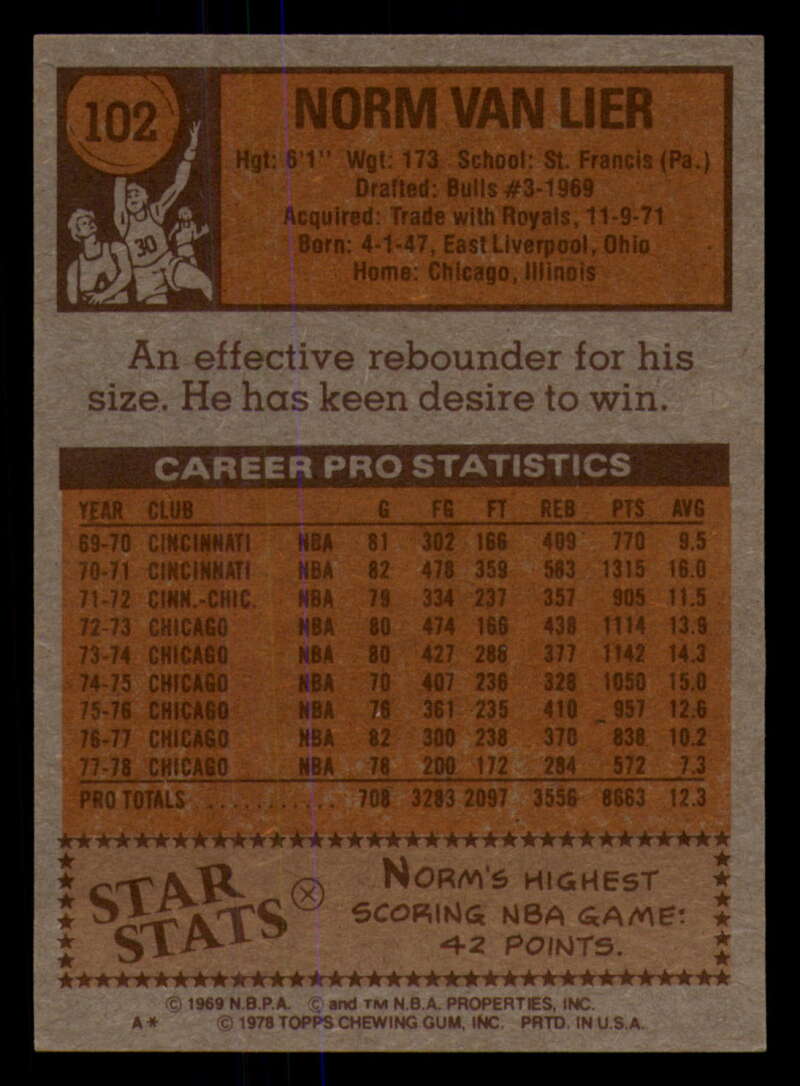 102
NORM VAN LIER
Hgt: 6'1" Wgt: 173 School: St. Francis (Pa.)
Drafted: Bulls #3-1969
Acquired: Trade with Royals, 11-9-71
Born: 4-1-47, East Liverpool, Ohio
Home: Chicago, Illinois
30
An effective rebounder for his
size. He has keen desire to win.
CAREER PRO STATISTICS
YEAR CLUB G FG FT REB PTS AVG
69-70 CINCINNATI NBA 81 302 166 409 770 9.5
70-71 CINCINNATI NBA 82 478 359 583 1315 16.0
71-72 CINN.-CHIC. NBA 79 334 237 357 905 11.5
72-73 CHICAGO NBA 80 474 166 438 1114 13.9
73-74 CHICAGO NBA 80 427 288 377 1142 14.3
74-75 CHICAGO NBA 70 407 236 328 1050 15.0
75-76 CHICAGO NBA 76 361 235 410 957 12.6
76-77 CHICAGO NBA 82 300 238 370 838 10.2
77-78 CHICAGO NBA 78 200 172 284 572 7.3
PRO TOTALS ............ 708 3283 2097 3556 8663 12.3
STAR STATS
NORM'S HIGHEST
SCORING NBA GAME:
42 POINTS.
© 1969 N.B.P.A. © and TM N.B.A. PROPERTIES, INC.
A* © 1978 TOPPS CHEWING GUM, INC. PRTD. IN U.S.A.